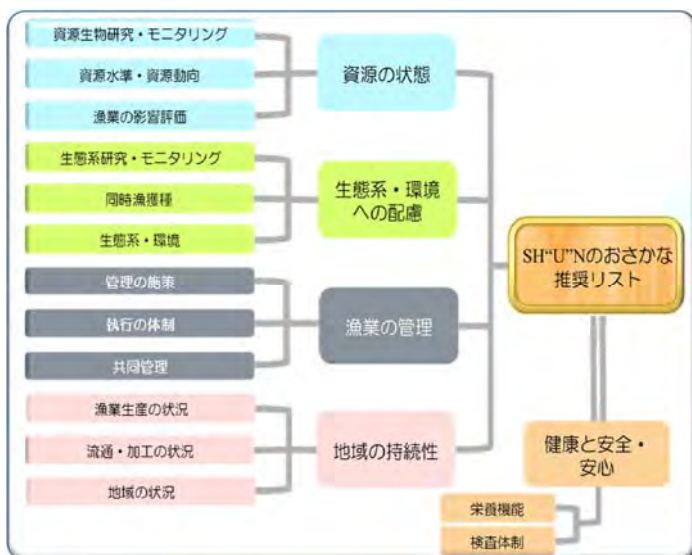 資源生物研究・モニタリング
資源水準・資源動向
漁業の影響評価
資源の状態
生態系研究・モニタリング
同時漁獲種
生態系・環境
生態系・環境
への配慮
管理の施策
執行の体制
共同管理
漁業の管理
漁業生産の状況
流通・加工の状況
地域の状況
地域の持続性
SH“U”Nのおさかな
推奨リスト
健康と安全・
安心
栄養機能
検査体制